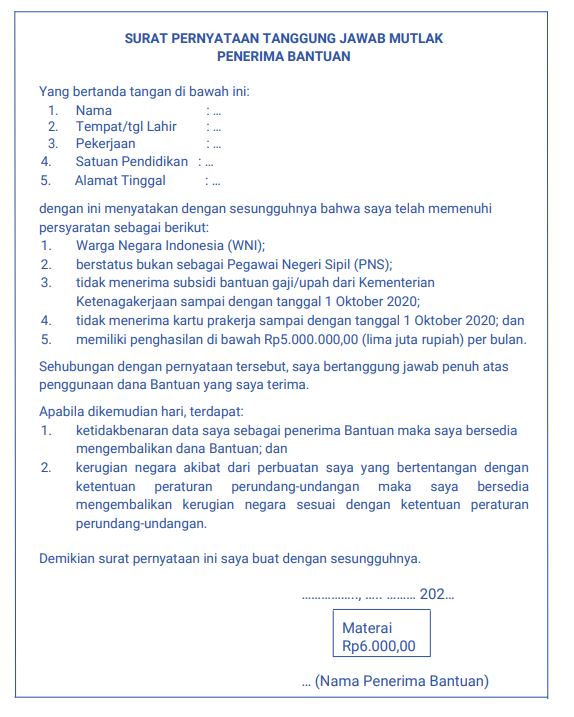 SURAT PERNYATAAN TANGGUNG JAWAB MUTLAK
PENERIMA BANTUAN
Yang bertanda tangan di bawah ini:
1. Nama : ...
2. Tempat/tgl Lahir : ...
3. Pekerjaan : ...
4. Satuan Pendidikan : ...
5. Alamat Tinggal : ...
dengan ini menyatakan dengan sesungguhnya bahwa saya telah memenuhi
persyaratan sebagai berikut:
1. Warga Negara Indonesia (WNI);
2. berstatus bukan sebagai Pegawai Negeri Sipil (PNS);
3. tidak menerima subsidi bantuan gaji/upah dari Kementerian
Ketenagakerjaan sampai dengan tanggal 1 Oktober 2020;
4. tidak menerima kartu prakerja sampai dengan tanggal 1 Oktober 2020; dan
5. memiliki penghasilan di bawah Rp5.000.000,00 (lima juta rupiah) per bulan.
Sehubungan dengan pernyataan tersebut, saya bertanggung jawab penuh atas
penggunaan dana Bantuan yang saya terima.
Apabila dikemudian hari, terdapat:
1. ketidakbenaran data saya sebagai penerima Bantuan maka saya bersedia
mengembalikan dana Bantuan; dan
2. kerugian negara akibat dari perbuatan saya yang bertentangan dengan
ketentuan peraturan perundang-undangan maka saya bersedia
mengembalikan kerugian negara sesuai dengan ketentuan peraturan
perundang-undangan.
Demikian surat pernyataan ini saya buat dengan sesungguhnya.
................., ..... ......... 202...
Materai
Rp6.000,00
... (Nama Penerima Bantuan)